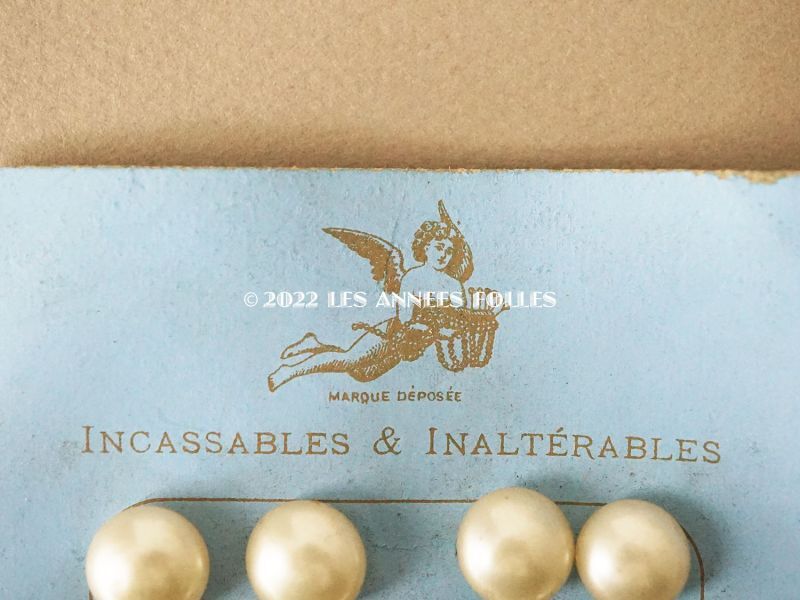 © 2022 LES ANNEES FOLLES
MARQUE DÉPOSÉE
INCASSABLES & INALTÉRABLES